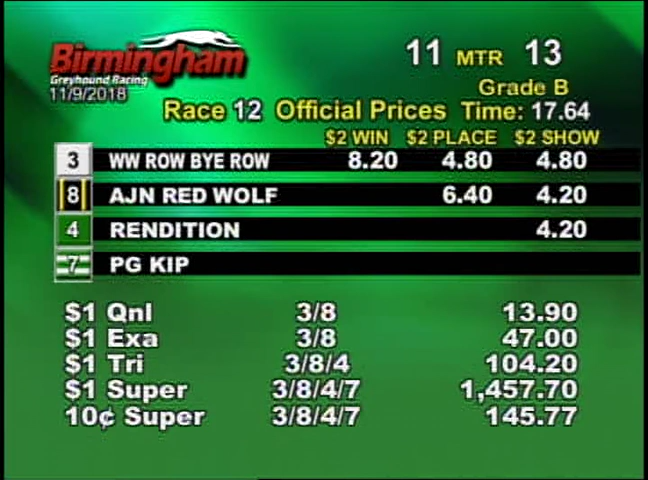 Birmingham
Greyhound Racing
11/9/2018
11 MTR 13
Grade B
Race 12 Official Prices Time: 17.64
$2 WIN $2 PLACE $2 SHOW
3 WW ROW BYE ROW 8.20 4.80 4.80
8 AJN RED WOLF 6.40 4.20
4 RENDITION 4.20
7 PG KIP
$1 Qnl 3/8 13.90
$1 Exa 3/8 47.00
$1 Tri 3/8/4 104.20
$1 Super 3/8/4/7 1,457.70
10¢ Super 3/8/4/7 145.77